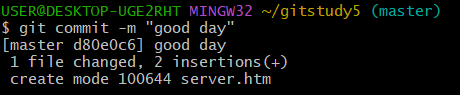 USER@DESKTOP-UGE2RHT MINGW32 ~/gitstudy5 (master)
$ git commit -m "good day"
[master d80e0c6] good day
 1 file changed, 2 insertions(+)
 create mode 100644 server.htm